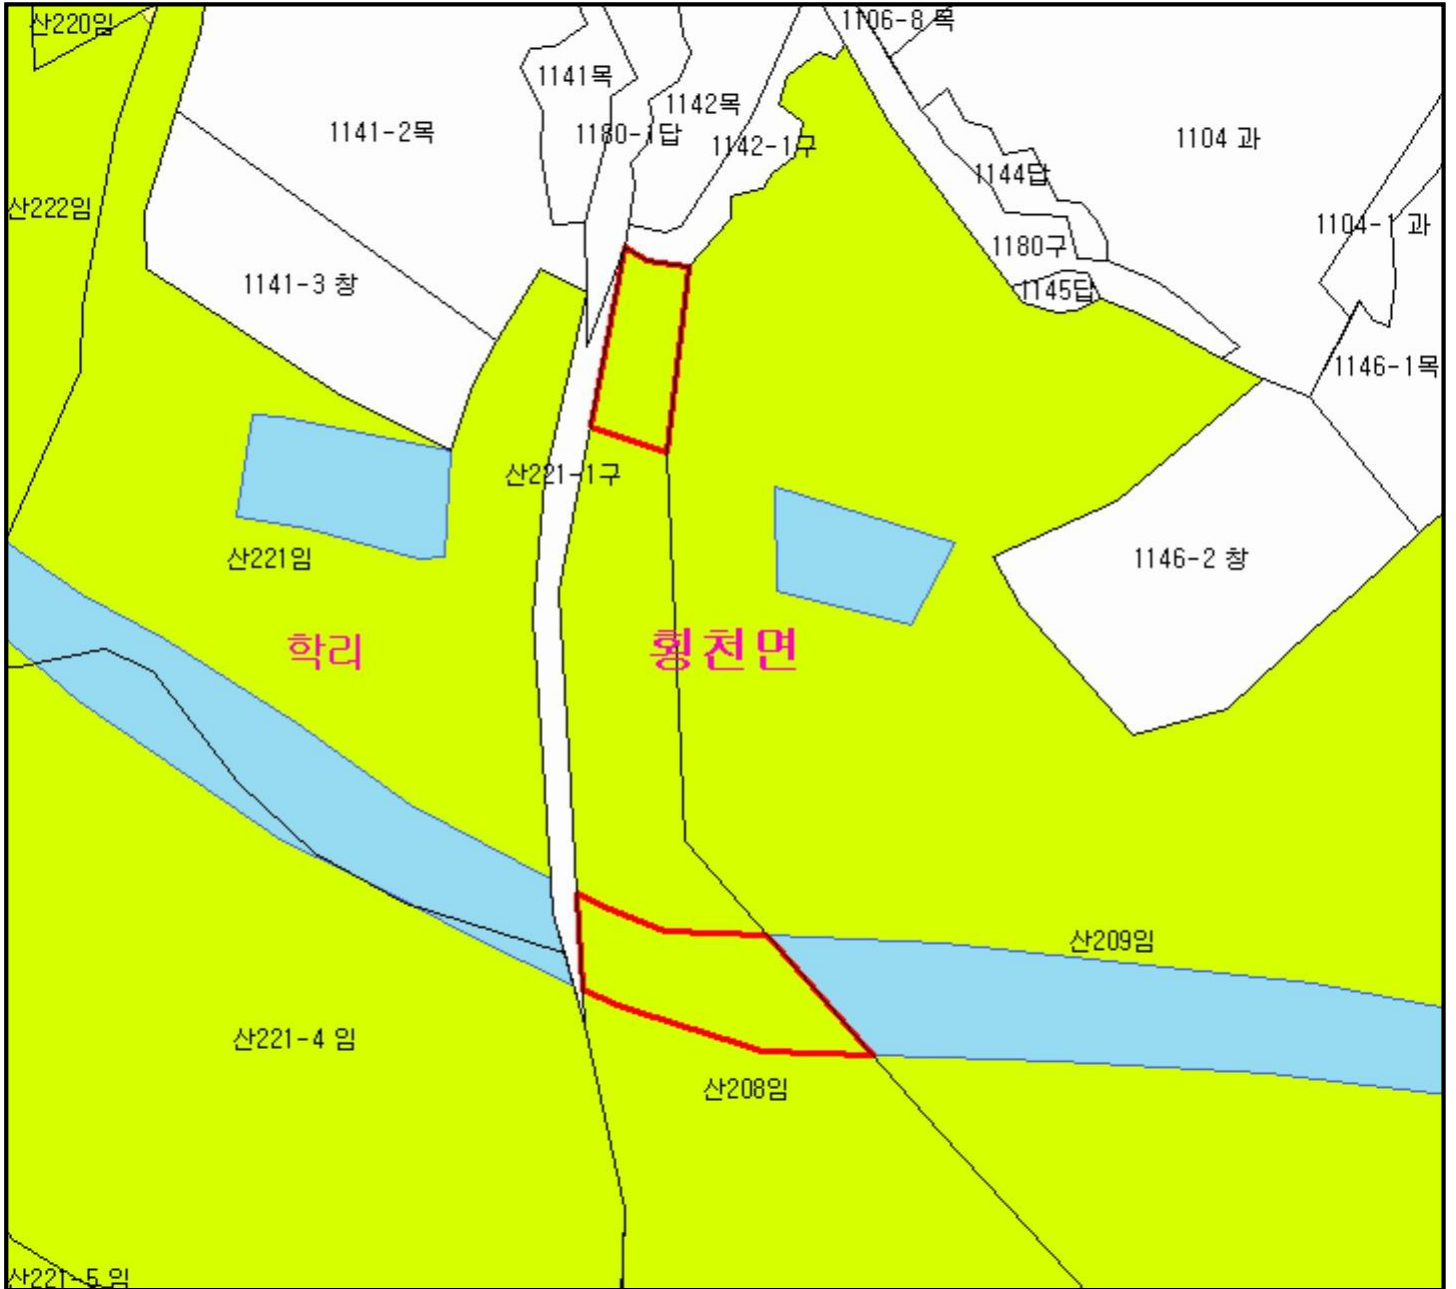 산220임
1106-8 목
1141목
1142목
1141-2목
1180-1답
1142-1구
1104 과
1144답
산222임
1104-1 과
1180구
1141-3 창
1145답
1146-1목
산221-1구
산221임
1146-2 창
학리
횡천면
산209임
산221-4 임
산208임
산221-5 임